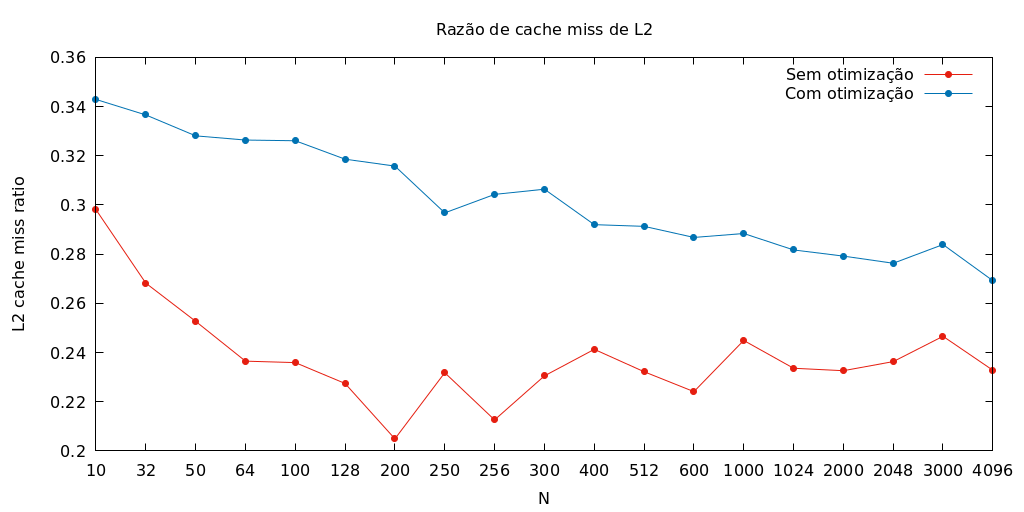 Razão de cache miss de L2
Sem otimização
Com otimização
0.36
0.34
0.32
0.3
0.28
0.26
0.24
0.22
0.2
L2 cache miss ratio
10 32 50 64 100 128 200 250 256 300 400 512 600 1000 1024 2000 2048 3000 4096
N